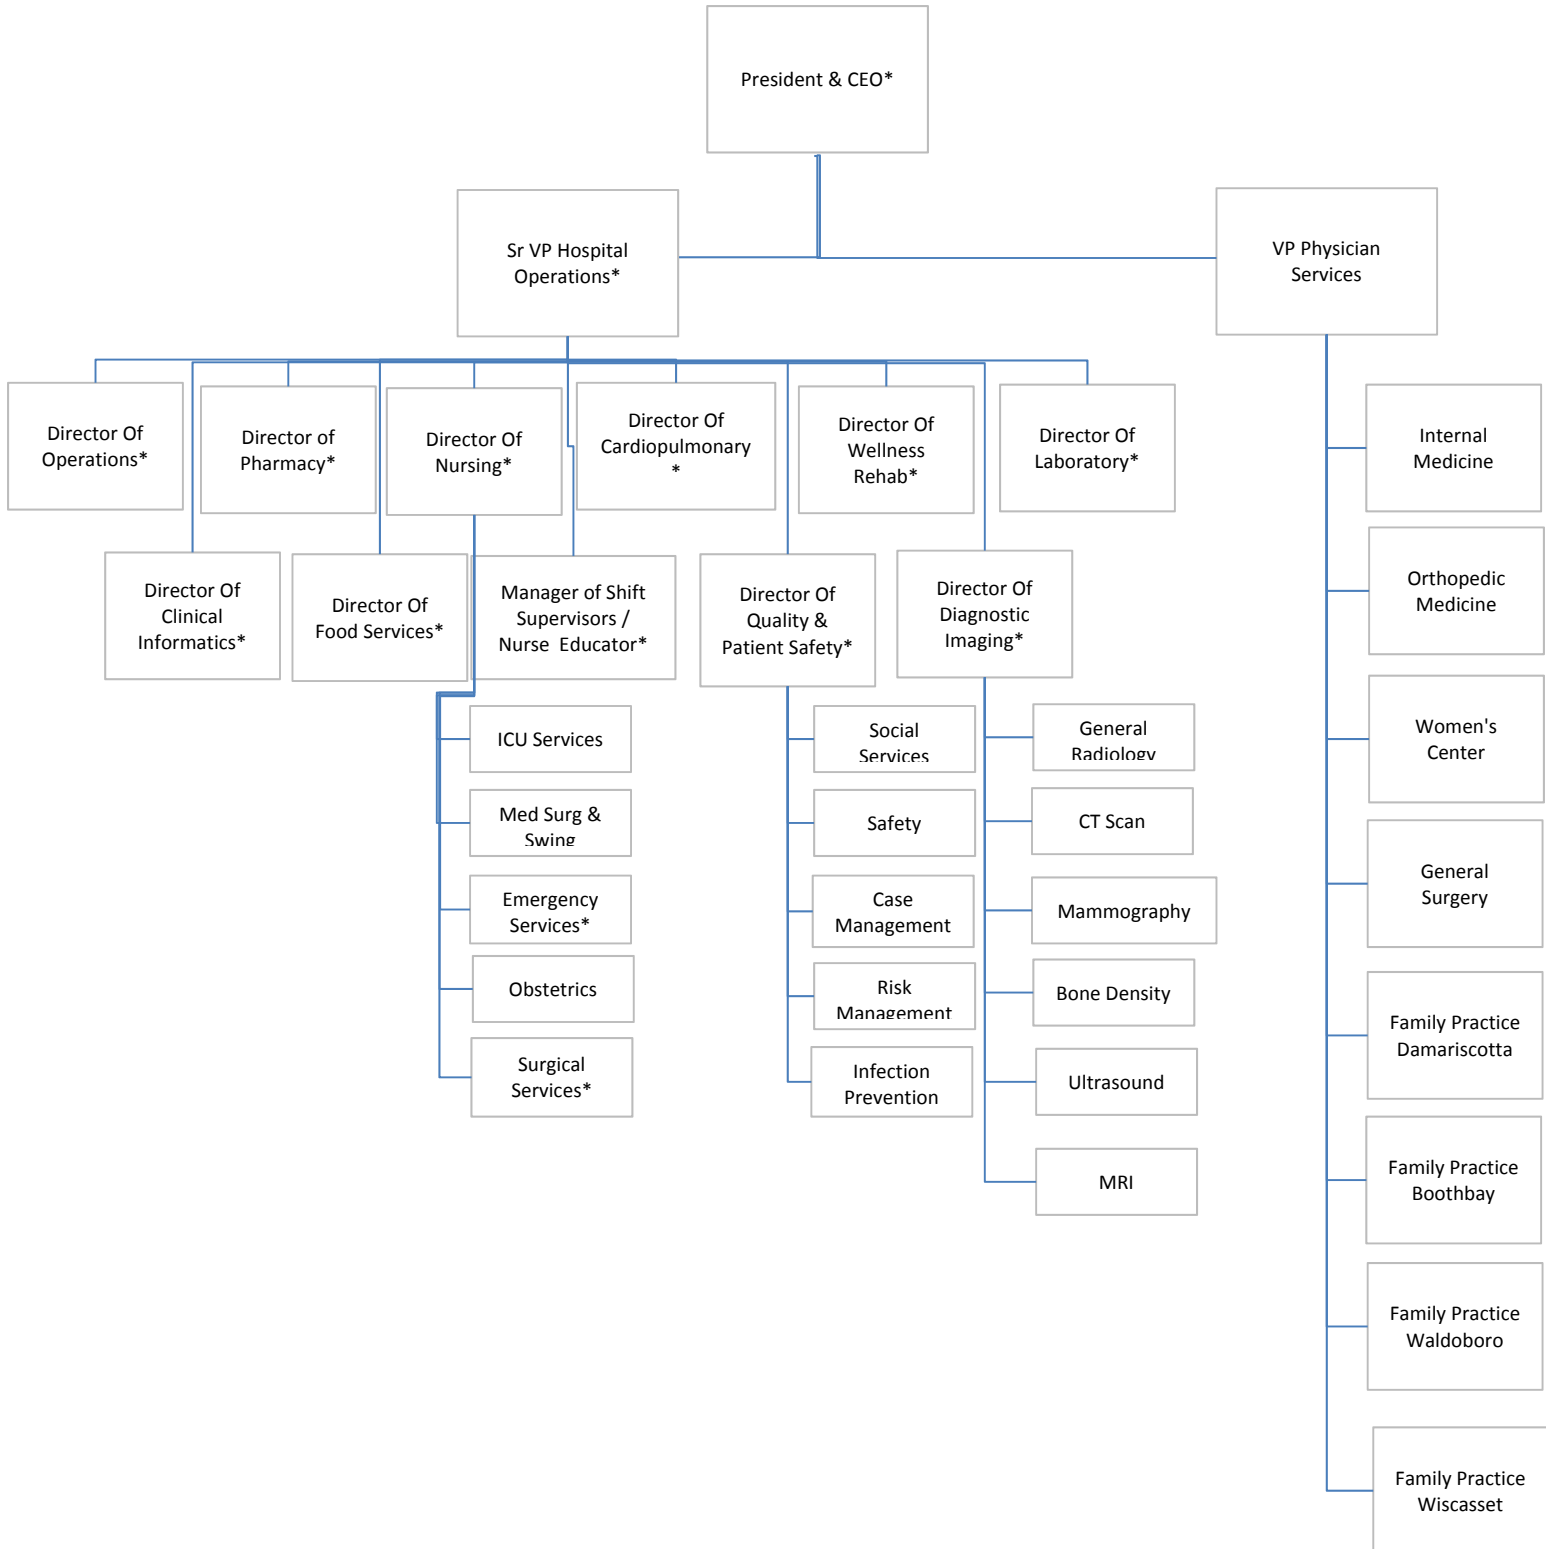 President & CEO*
Sr VP Hospital
Operations*
VP Physician
Services
Director Of
Operations*
Director of
Pharmacy*
Director Of
Nursing*
Director Of
Cardiopulmonary
*
Director Of
Wellness
Rehab*
Director Of
Laboratory*
Director Of
Clinical
Informatics*
Director Of
Food Services*
Manager of Shift
Supervisors /
Nurse Educator*
Director Of
Quality &
Patient Safety*
Director Of
Diagnostic
Imaging*
ICU Services
Med Surg &
Swing
Emergency
Services*
Obstetrics
Surgical
Services*
Social
Services
Safety
Case
Management
Risk
Management
Infection
Prevention
General
Radiology
CT Scan
Mammography
Bone Density
Ultrasound
MRI
Internal
Medicine
Orthopedic
Medicine
Women's
Center
General
Surgery
Family Practice
Damariscotta
Family Practice
Boothbay
Family Practice
Waldoboro
Family Practice
Wiscasset